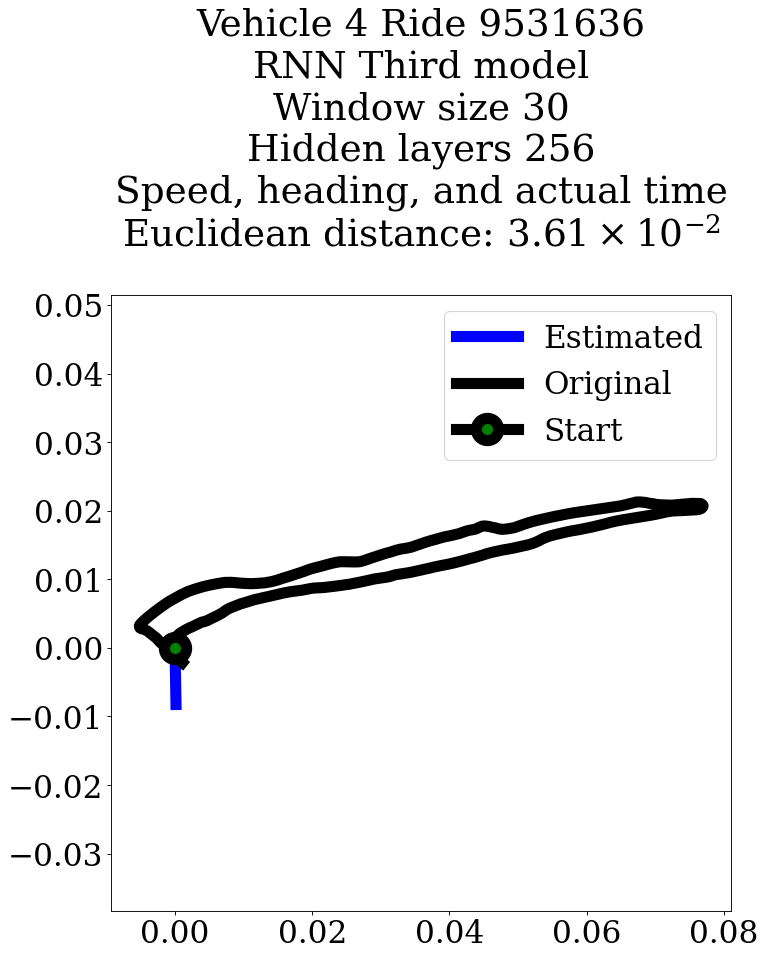 Vehicle 4 Ride 9531636
RNN Third model
Window size 30
Hidden layers 256
Speed, heading, and actual time
Euclidean distance: 3.61 × 10⁻²
0.05
0.04
0.03
0.02
0.01
0.00
−0.01
−0.02
−0.03
Estimated
Original
Start
0.00 0.02 0.04 0.06 0.08